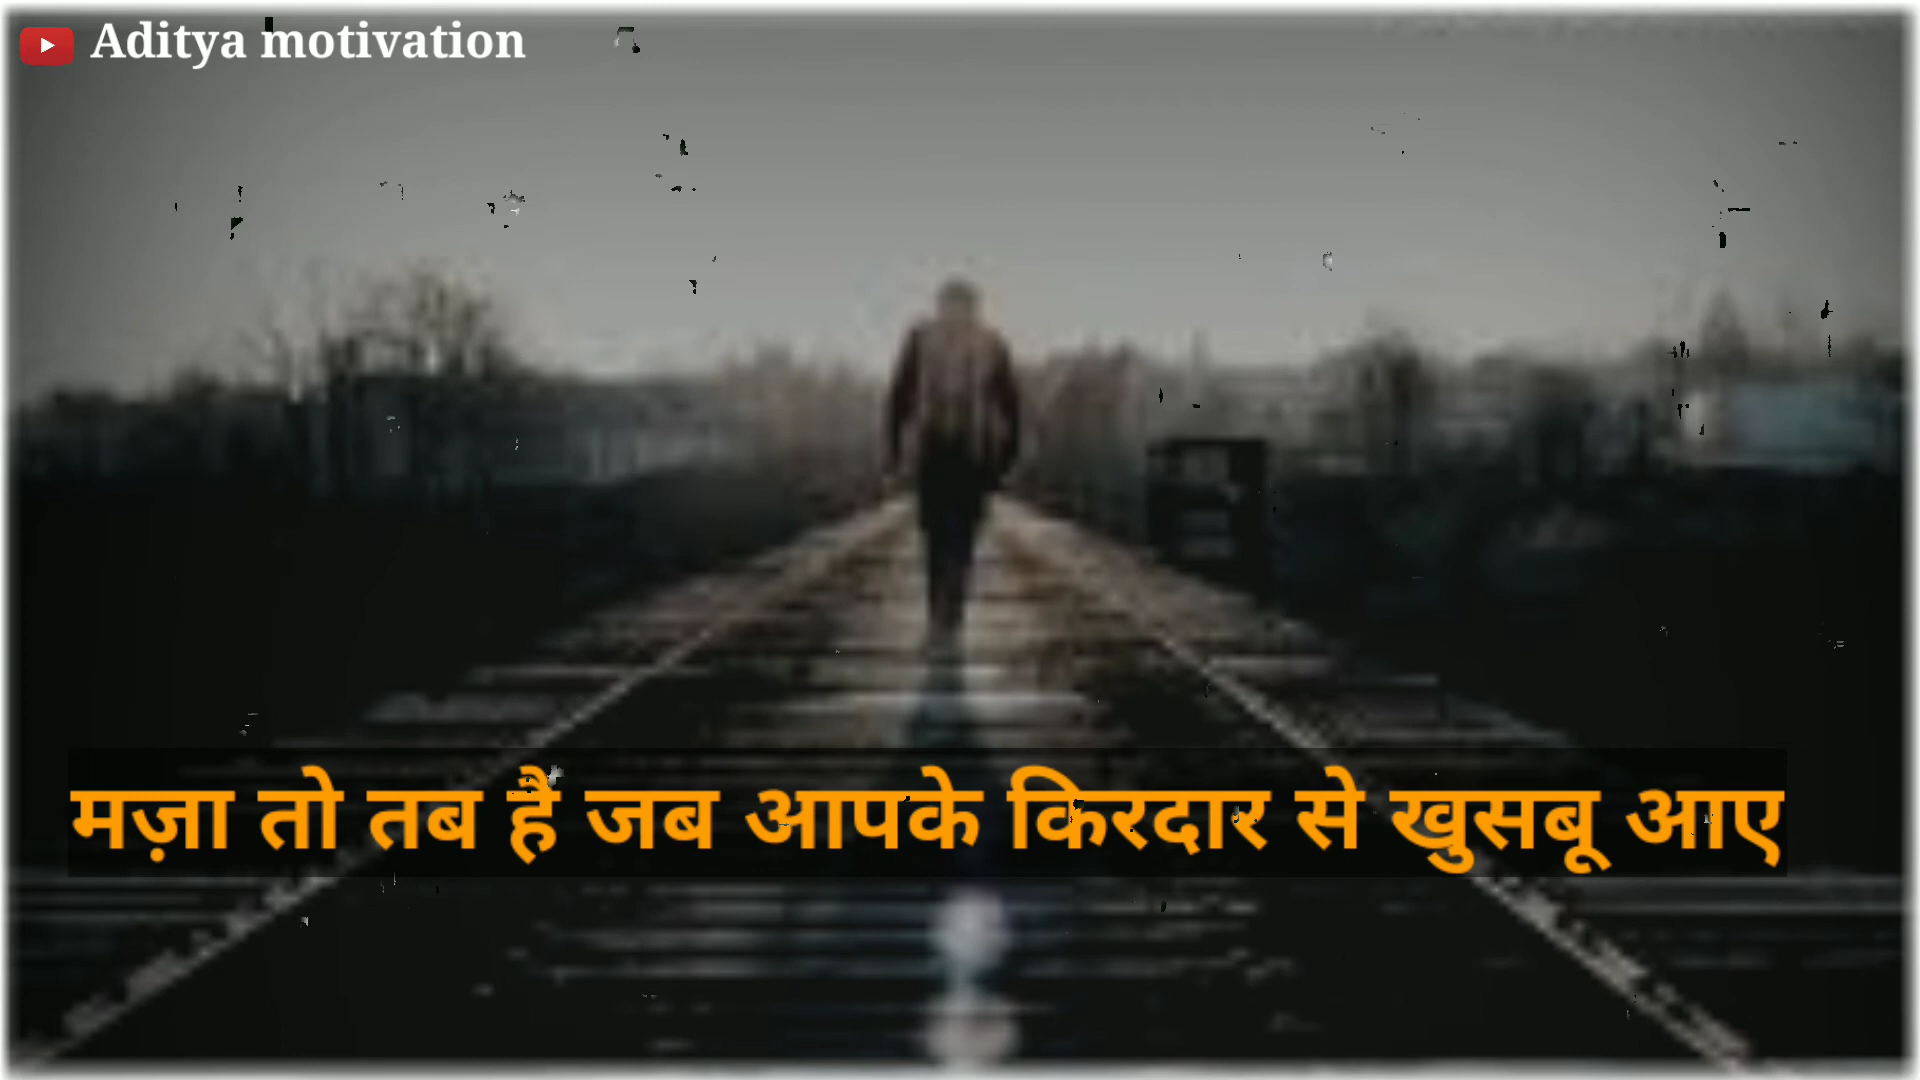 Aditya motivation
मज़ा तो तब है जब आपके किरदार से खुसबू आए